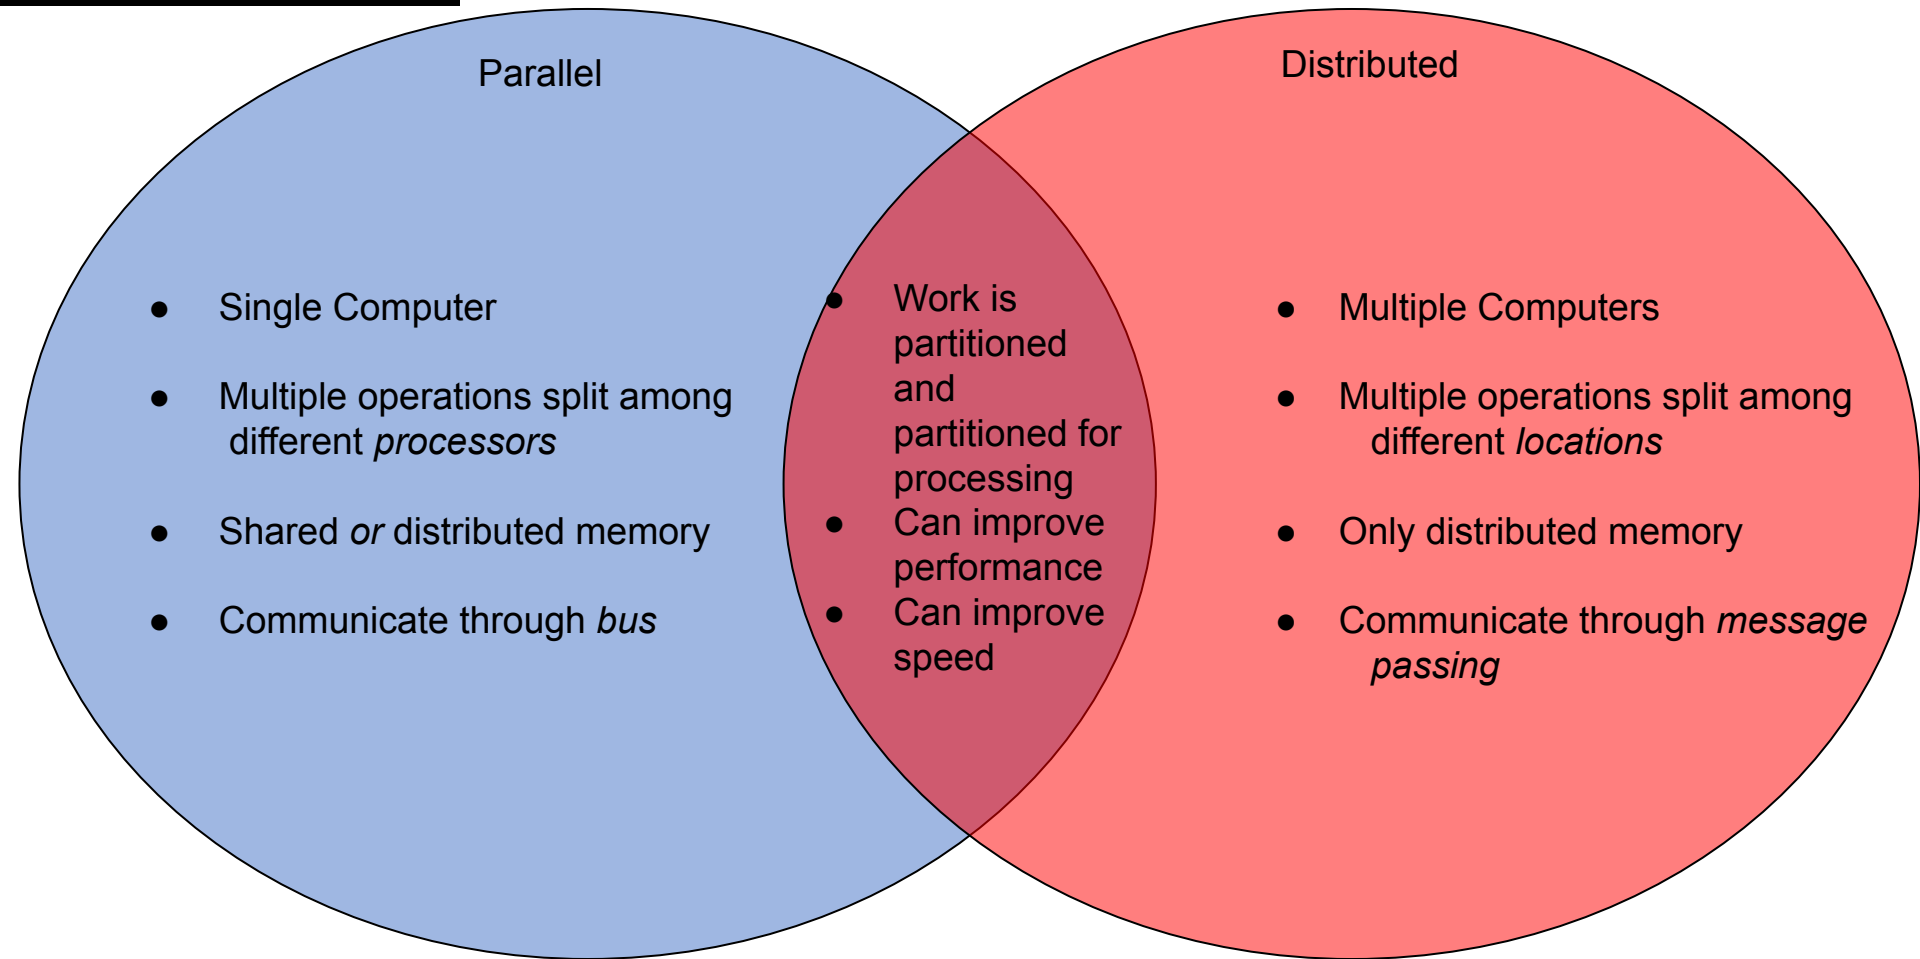 Parallel
● Single Computer
● Multiple operations split among
different processors
● Shared or distributed memory
● Communicate through bus
● Work is
partitioned
and
partitioned for
processing
● Can improve
performance
● Can improve
speed
Distributed
● Multiple Computers
● Multiple operations split among
different locations
● Only distributed memory
● Communicate through message
passing